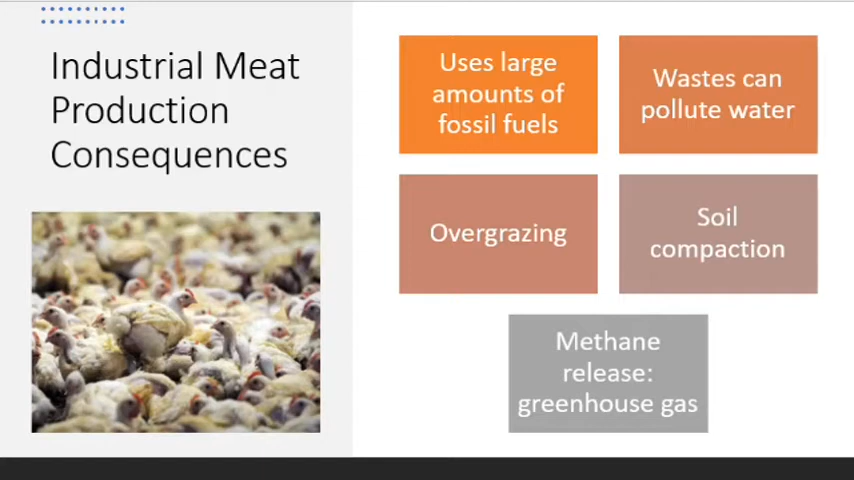 Industrial Meat
Production
Consequences
Uses large
amounts of
fossil fuels
Wastes can
pollute water
Overgrazing
Soil
compaction
Methane
release:
greenhouse gas